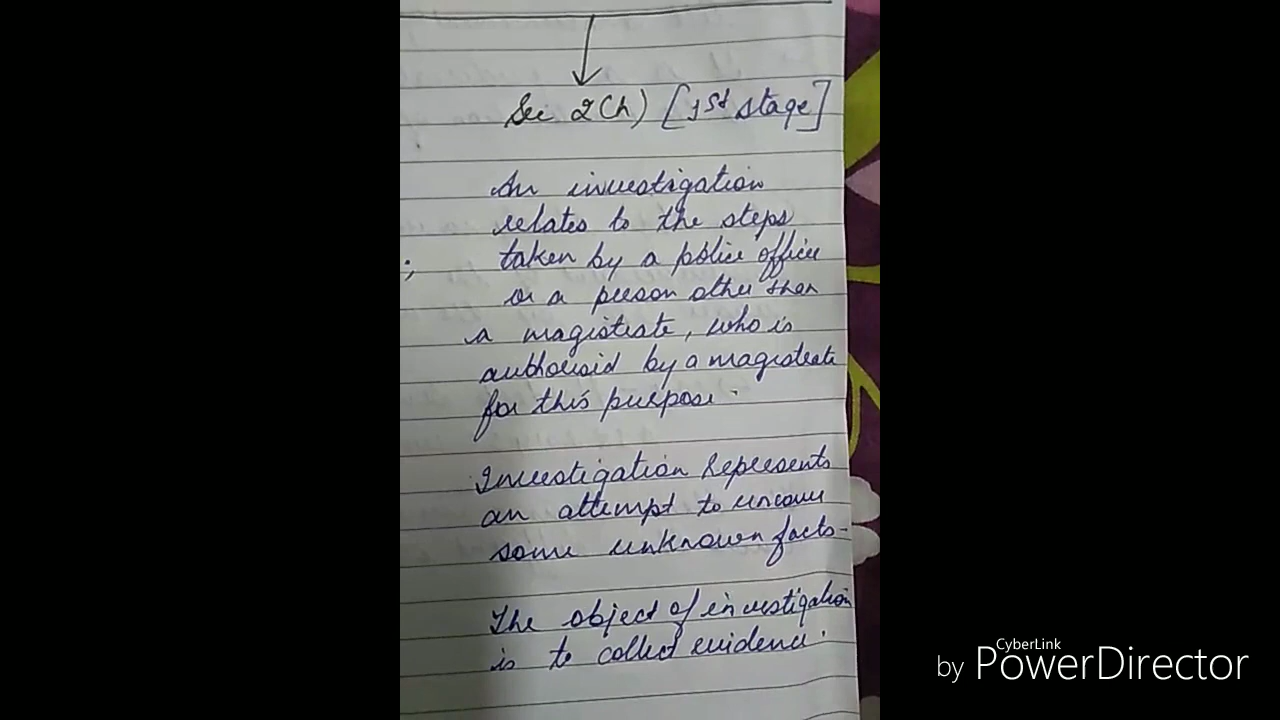 Sec 2(h) [1st stage]
An investigation
relates to the steps
; taken by a police officer
or a person other than
a magistrate, who is
authorisid by a magistrate
for this purpose.
Investigation represents
an attempt to uncover
some unknown facts-
The object of investigation
is to collect evidence.
CyberLink
by PowerDirector